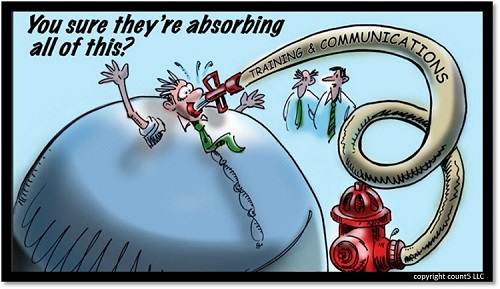 You sure they're absorbing
all of this?
TRAINING & COMMUNICATIONS
copyright count5 LLC